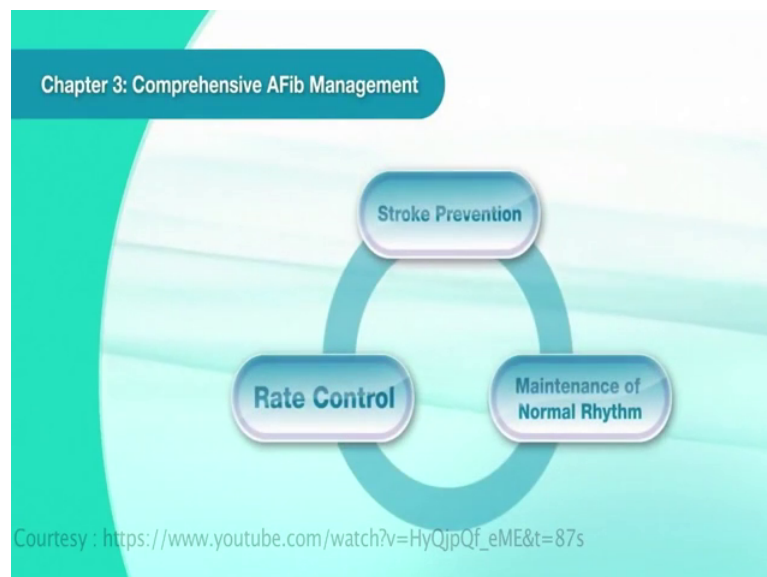 Chapter 3: Comprehensive AFib Management
Stroke Prevention
Rate Control
Maintenance of
Normal Rhythm
Courtesy : https://www.youtube.com/watch?v=HyQjpQf_eME&t=87s